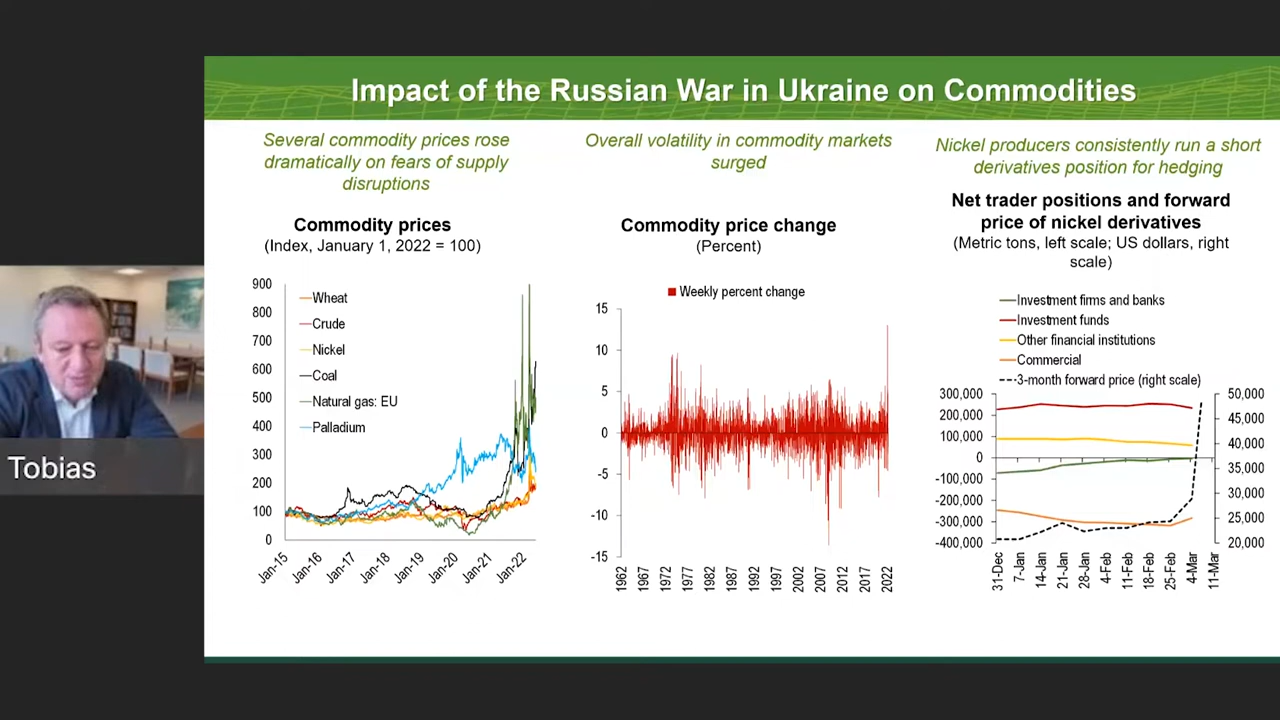 Impact of the Russian War in Ukraine on Commodities
Several commodity prices rose
dramatically on fears of supply
disruptions
Commodity prices
(Index, January 1, 2022 = 100)
900
800
700
600
500
400
300
200
100
0
Wheat
Crude
Nickel
Coal
Natural gas: EU
Palladium
Jan-15
Jan-16
Jan-17
Jan-18
Jan-19
Jan-20
Jan-21
Jan-22
Overall volatility in commodity markets
surged
Commodity price change
(Percent)
Weekly percent change
15
10
5
0
-5
-10
-15
1962
1967
1972
1977
1982
1987
1992
1997
2002
2007
2012
2017
2022
Nickel producers consistently run a short
derivatives position for hedging
Net trader positions and forward
price of nickel derivatives
(Metric tons, left scale; US dollars, right
scale)
Investment firms and banks
Investment funds
Other financial institutions
Commercial
3-month forward price (right scale)
300,000
200,000
100,000
0
-100,000
-200,000
-300,000
-400,000
50,000
45,000
40,000
35,000
30,000
25,000
20,000
31-Dec
7-Jan
14-Jan
21-Jan
28-Jan
4-Feb
11-Feb
18-Feb
25-Feb
4-Mar
11-Mar
Tobias